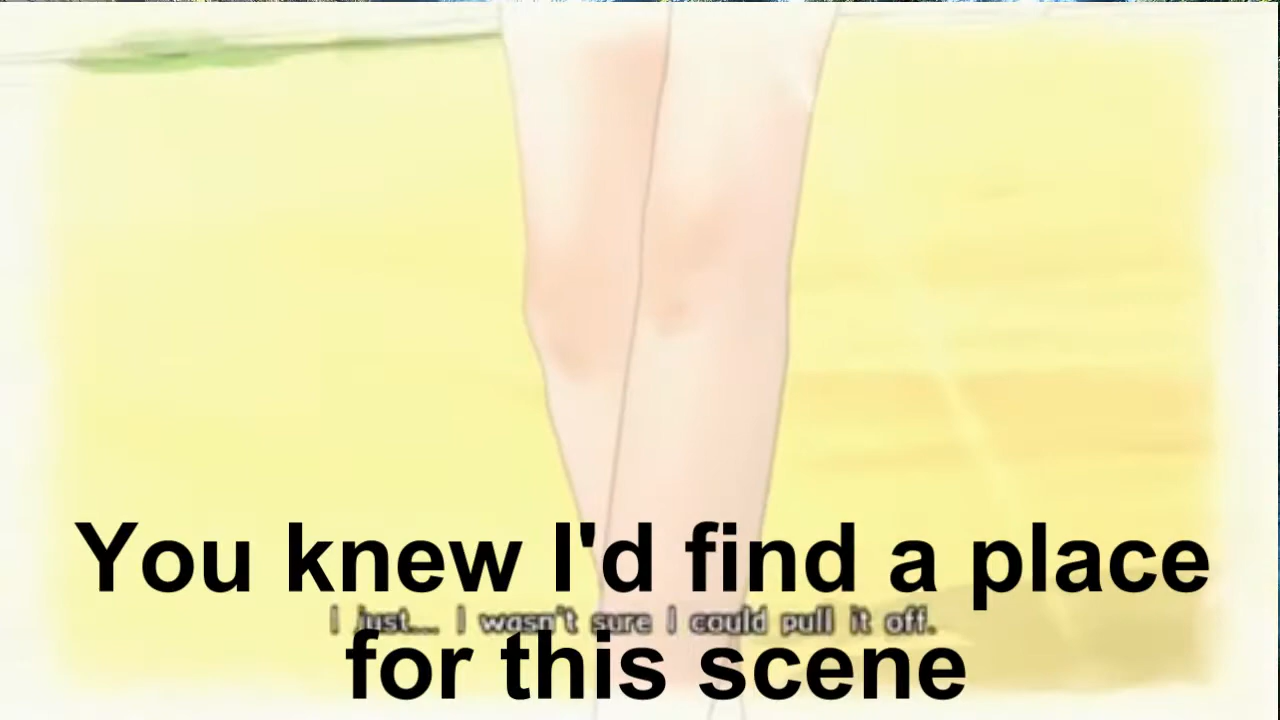 You knew I'd find a place
I just... I wasn't sure I could pull it off.
for this scene